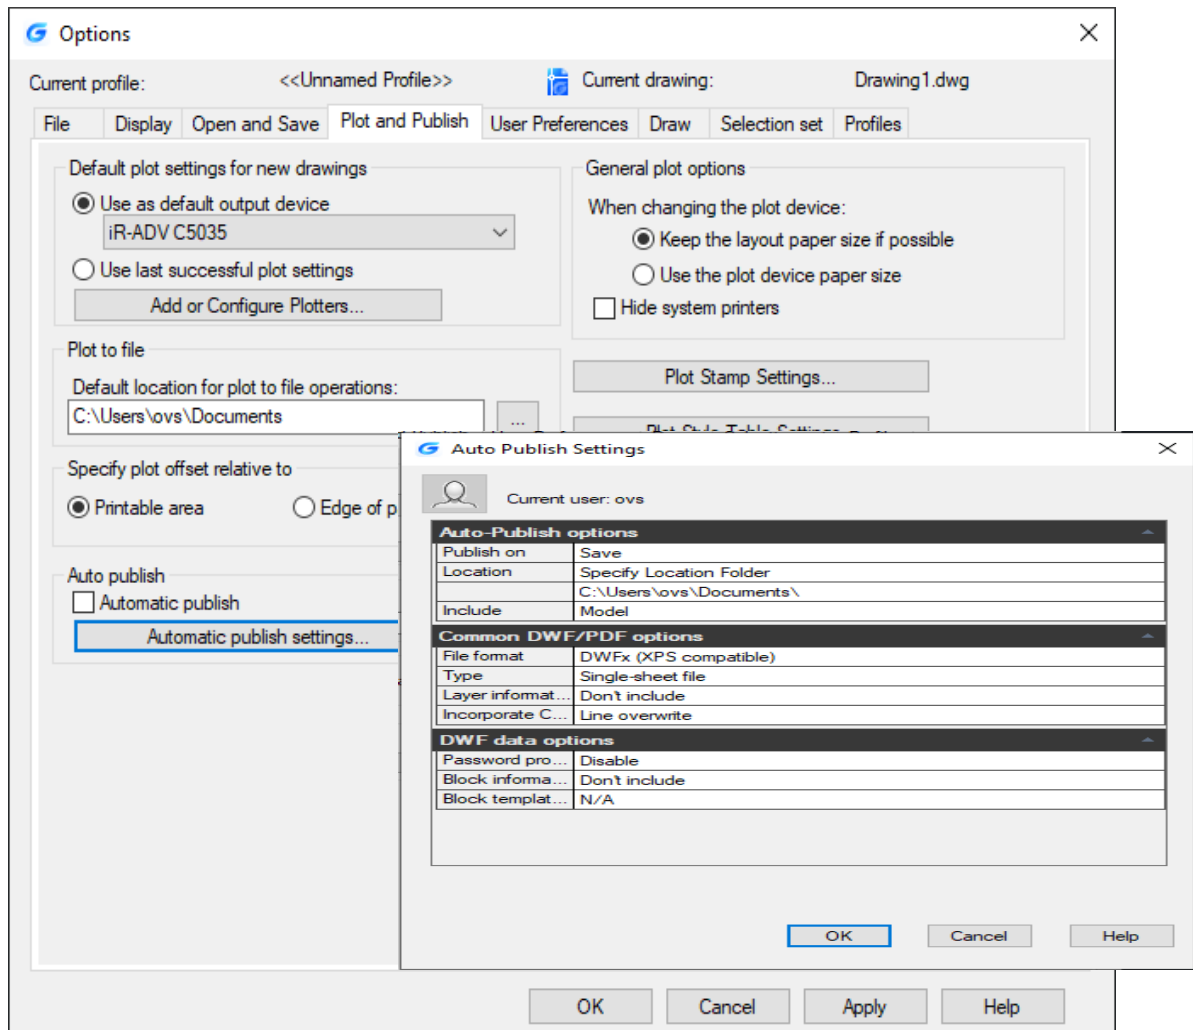 Options
Current profile: <<Unnamed Profile>> Current drawing: Drawing1.dwg
File Display Open and Save Plot and Publish User Preferences Draw Selection set Profiles
Default plot settings for new drawings
Use as default output device
iR-ADV C5035
Use last successful plot settings
Add or Configure Plotters...
General plot options
When changing the plot device:
Keep the layout paper size if possible
Use the plot device paper size
Hide system printers
Plot to file
Default location for plot to file operations:
C:\Users\ovs\Documents
...
Plot Stamp Settings...
Plot Style Table Settings
Specify plot offset relative to
Printable area Edge of p
Auto publish
Automatic publish
Automatic publish settings...
Auto Publish Settings
Current user: ovs
Auto-Publish options
Publish on Save
Location Specify Location Folder
C:\Users\ovs\Documents\
Include Model
Common DWF/PDF options
File format DWFx (XPS compatible)
Type Single-sheet file
Layer informat... Don't include
Incorporate C... Line overwrite
DWF data options
Password pro... Disable
Block informa... Don't include
Block templat... N/A
OK Cancel Help
OK Cancel Apply Help